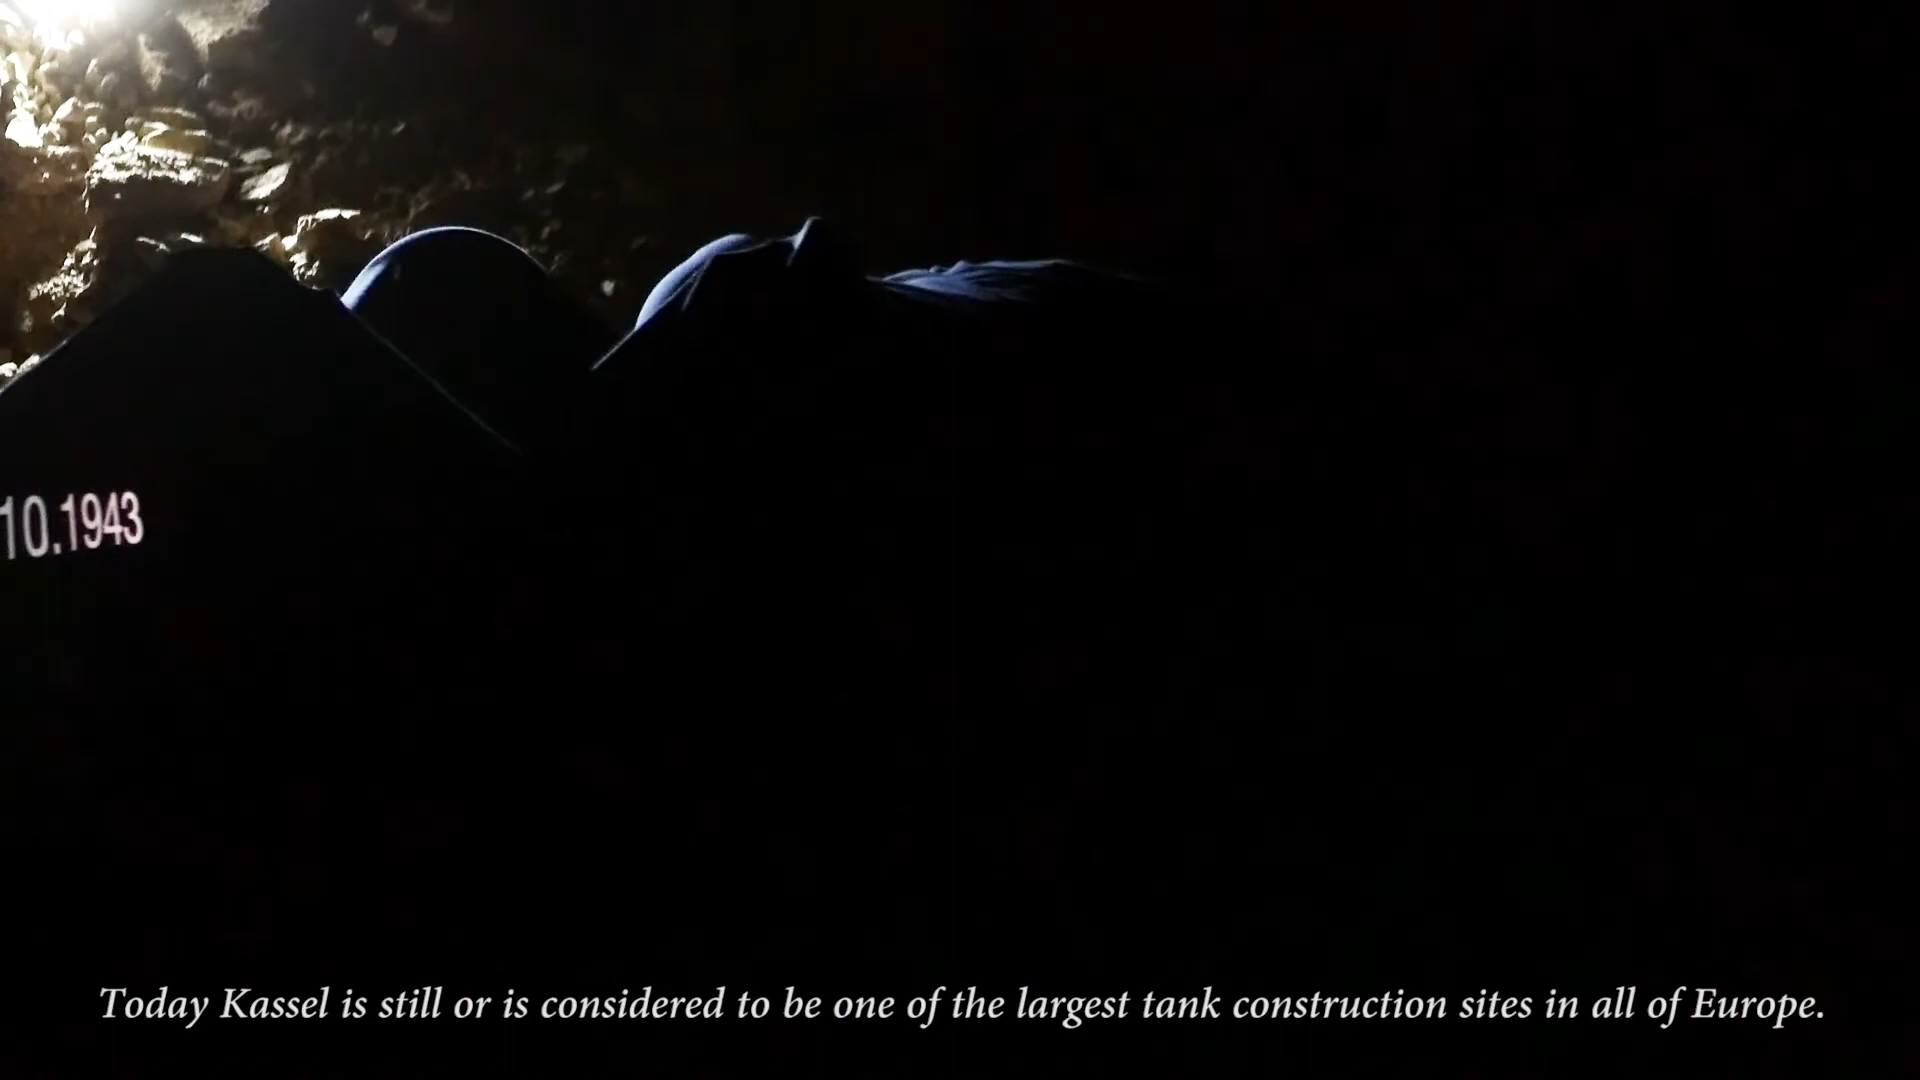 10.1943
Today Kassel is still or is considered to be one of the largest tank construction sites in all of Europe.